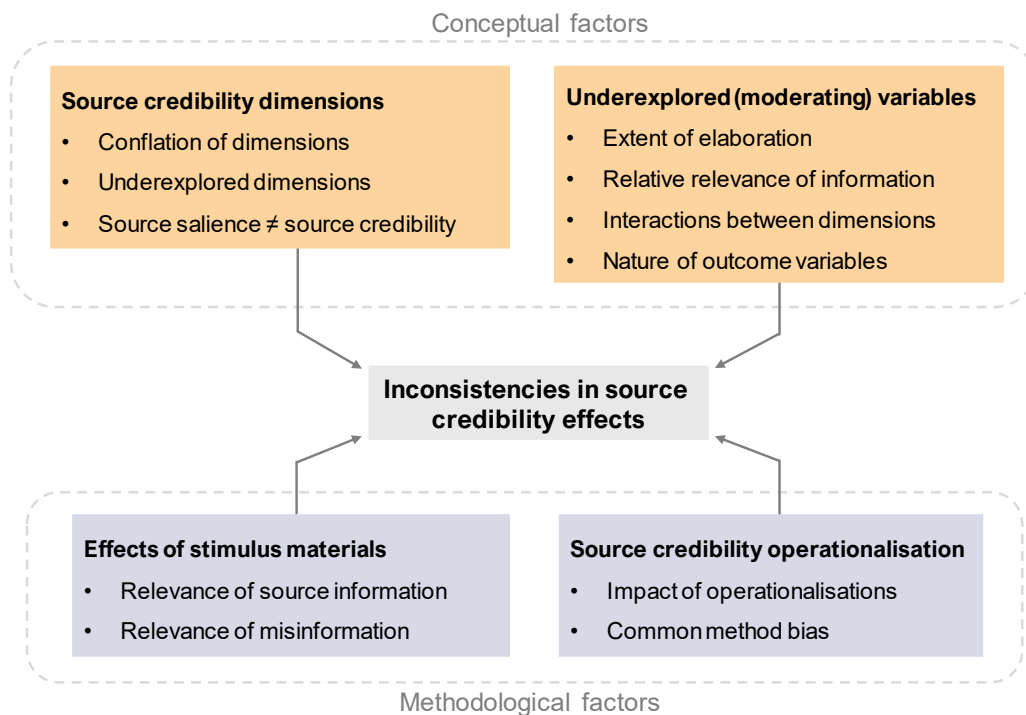 Conceptual factors
Source credibility dimensions
• Conflation of dimensions
• Underexplored dimensions
• Source salience ≠ source credibility
Underexplored (moderating) variables
• Extent of elaboration
• Relative relevance of information
• Interactions between dimensions
• Nature of outcome variables
Inconsistencies in source
credibility effects
Effects of stimulus materials
• Relevance of source information
• Relevance of misinformation
Source credibility operationalisation
• Impact of operationalisations
• Common method bias
Methodological factors